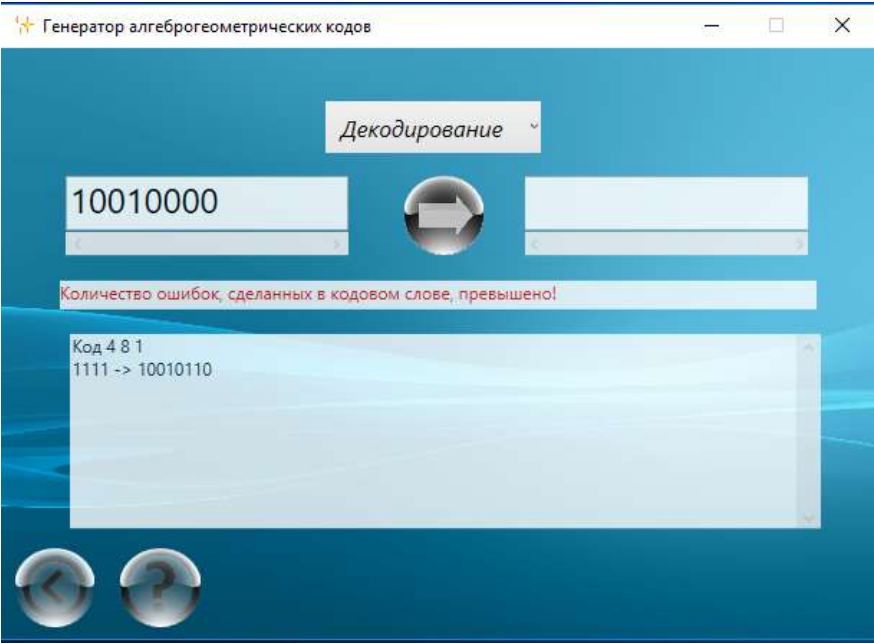 Генератор алгеброгеометрических кодов
Декодирование
10010000
Количество ошибок, сделанных в кодовом слове, превышено!
Код 4 8 1
1111 -> 10010110
?